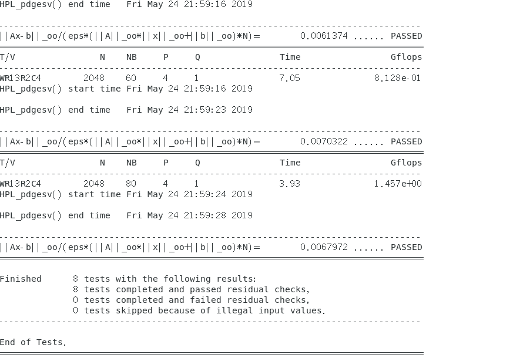 HPL_pdgesv() end time   Fri May 24 21:59:16 2019
--------------------------------------------------------------------------------
||Ax-b||_oo/(eps*(||A||_oo*||x||_oo+||b||_oo)*N)=        0.0061374 ...... PASSED
================================================================================
T/V                N    NB     P     Q               Time                 Gflops
--------------------------------------------------------------------------------
WR13R2C4        2048    60     4     1               7.05              8.128e-01
HPL_pdgesv() start time Fri May 24 21:59:16 2019
HPL_pdgesv() end time   Fri May 24 21:59:23 2019
--------------------------------------------------------------------------------
||Ax-b||_oo/(eps*(||A||_oo*||x||_oo+||b||_oo)*N)=        0.0070322 ...... PASSED
================================================================================
T/V                N    NB     P     Q               Time                 Gflops
--------------------------------------------------------------------------------
WR13R2C4        2048    80     4     1               3.93              1.457e+00
HPL_pdgesv() start time Fri May 24 21:59:24 2019
HPL_pdgesv() end time   Fri May 24 21:59:28 2019
--------------------------------------------------------------------------------
||Ax-b||_oo/(eps*(||A||_oo*||x||_oo+||b||_oo)*N)=        0.0067972 ...... PASSED
================================================================================
Finished      8 tests with the following results:
              8 tests completed and passed residual checks,
              0 tests completed and failed residual checks,
              0 tests skipped because of illegal input values.
--------------------------------------------------------------------------------
End of Tests.
================================================================================